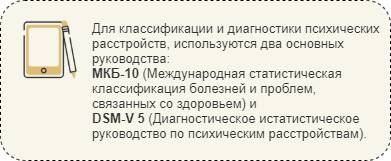 Для классификации и диагностики психических
расстройств, используются два основных
руководства:
МКБ-10 (Международная статистическая
классификация болезней и проблем,
связанных со здоровьем) и
DSM-V 5 (Диагностическое истатистическое
руководство по психическим расстройствам).